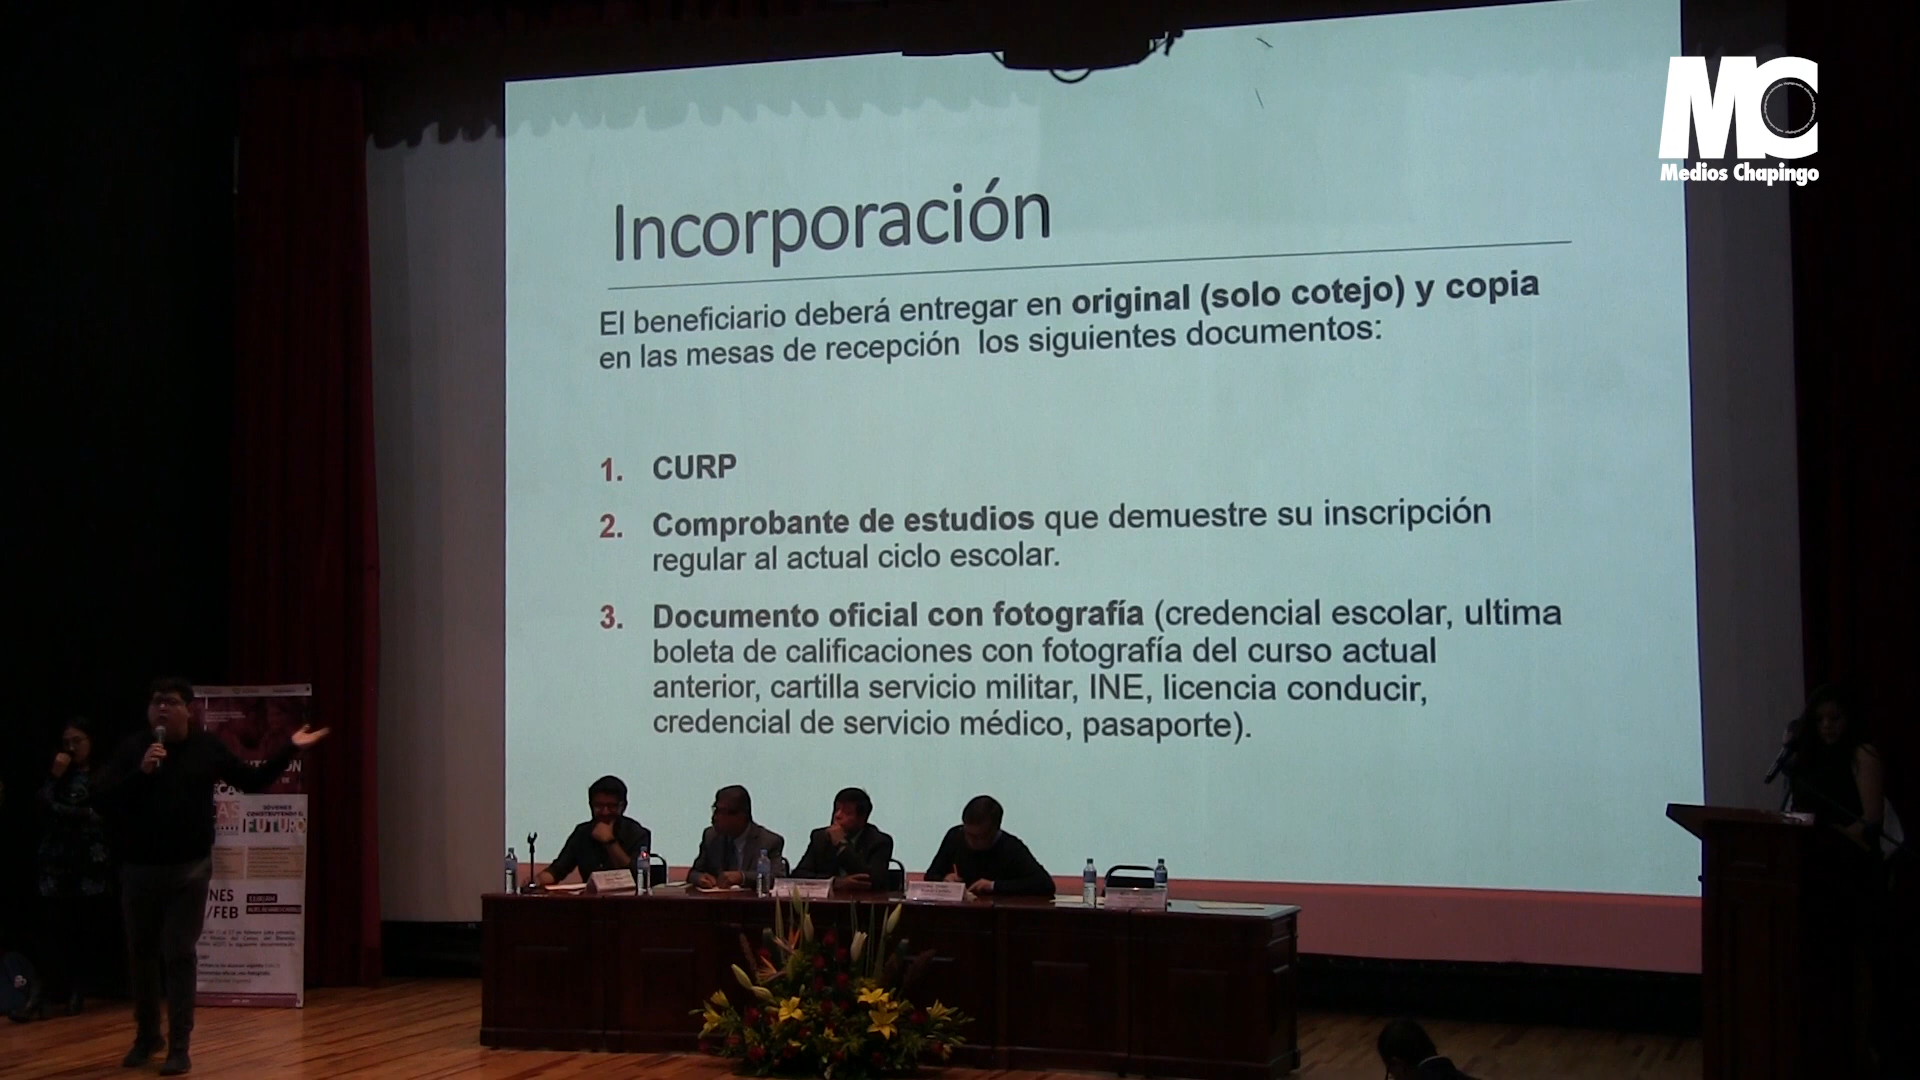 MC
Medios Chapingo
Incorporación
El beneficiario deberá entregar en original (solo cotejo) y copia
en las mesas de recepción los siguientes documentos:
1. CURP
2. Comprobante de estudios que demuestre su inscripción
regular al actual ciclo escolar.
3. Documento oficial con fotografía (credencial escolar, ultima
boleta de calificaciones con fotografía del curso actual
anterior, cartilla servicio militar, INE, licencia conducir,
credencial de servicio médico, pasaporte).
JÓVENES
CONSTRUYENDO EL
FUTURO
/FEB